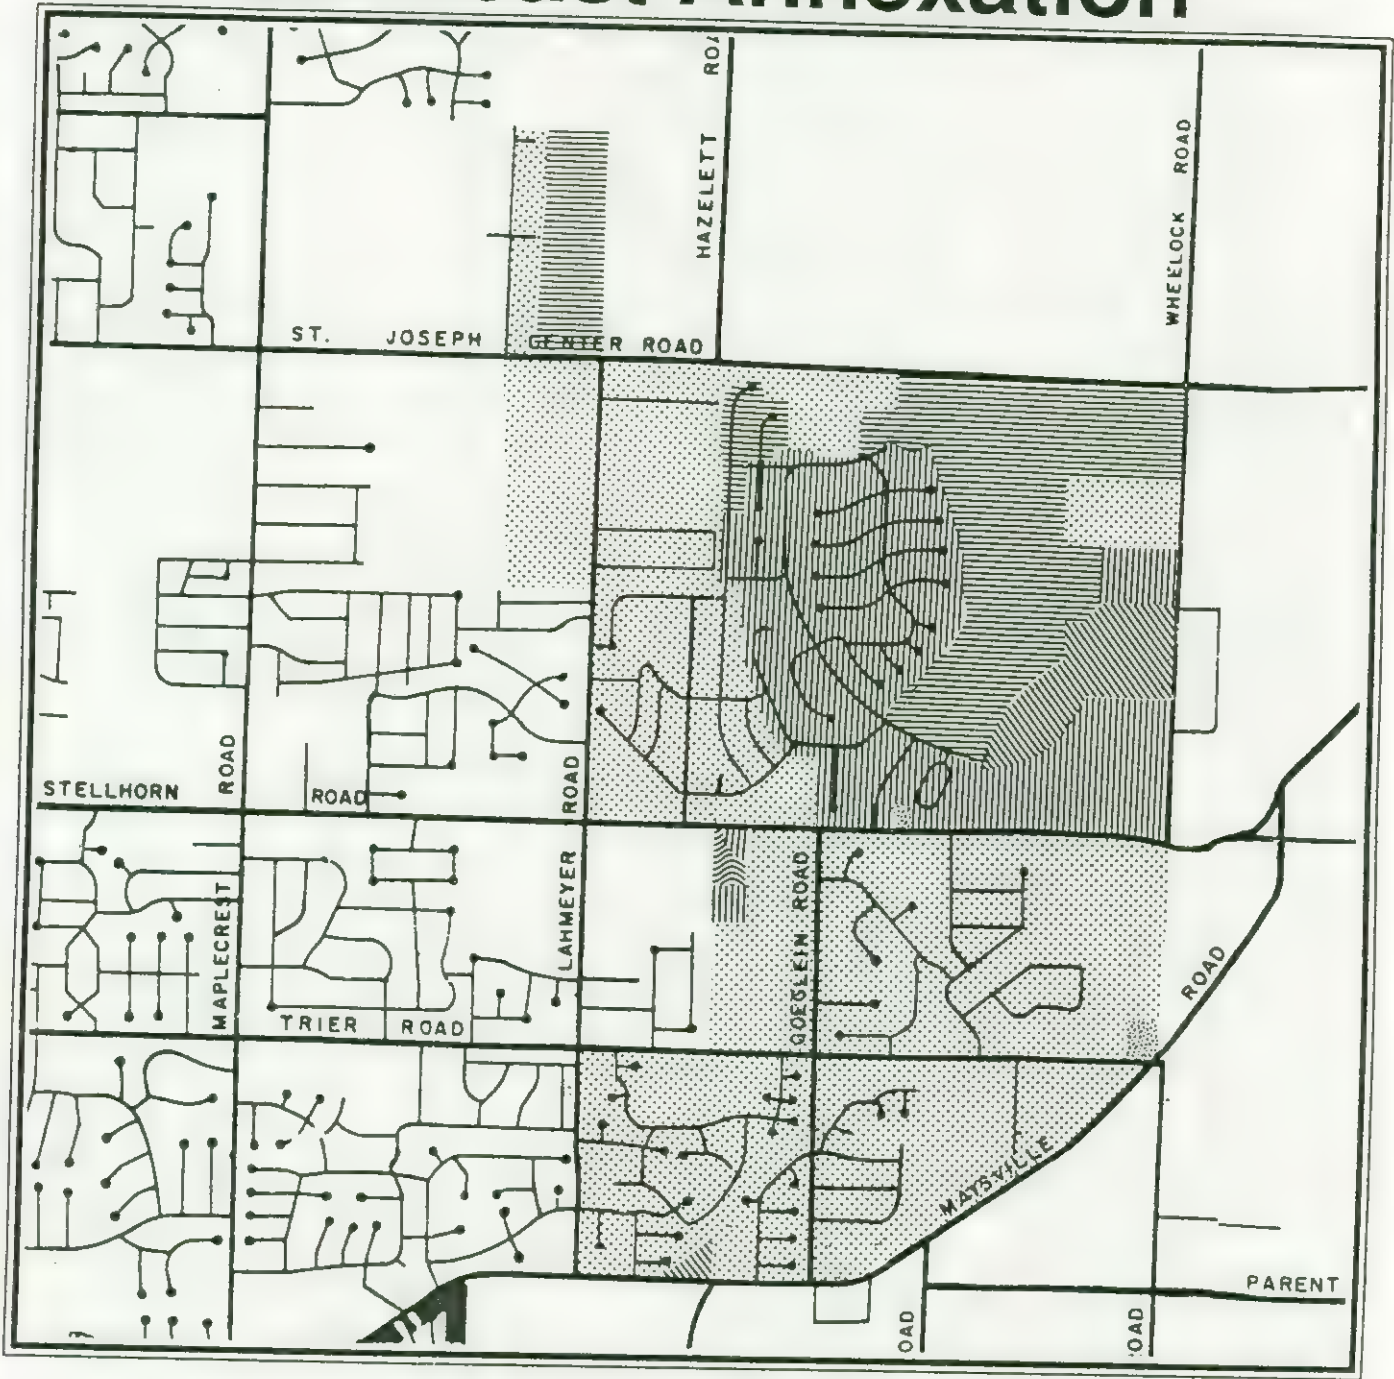 Annexation
HAZELETT ROA
WHEELOCK ROAD
ST. JOSEPH CENTER ROAD
STELLHORN ROAD
MAPLECREST ROAD
LAHMEYER ROAD
GOEGLEIN ROAD
TRIER ROAD
MAYSVILLE ROAD
PARENT
OAD
OAD